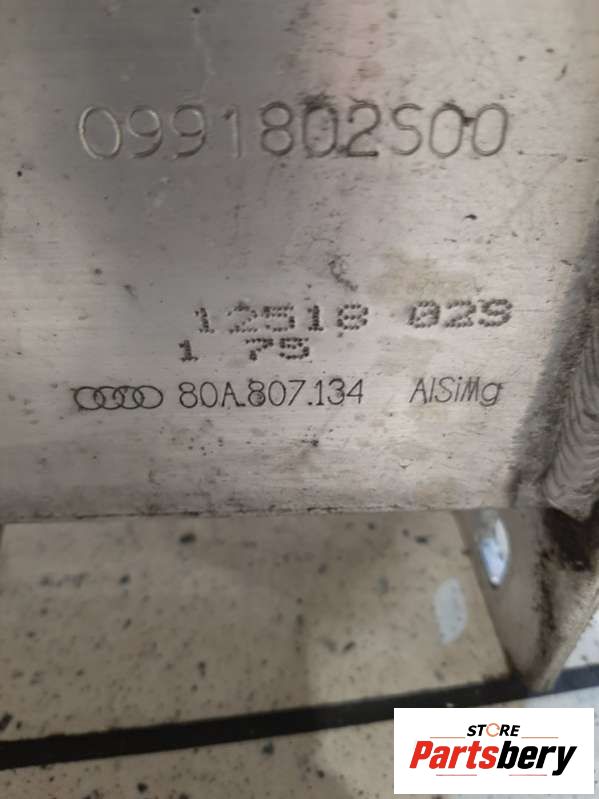 0991802S00
12518 029
1 75
80A.807.134 AlSiMg
STORE
Partsbery